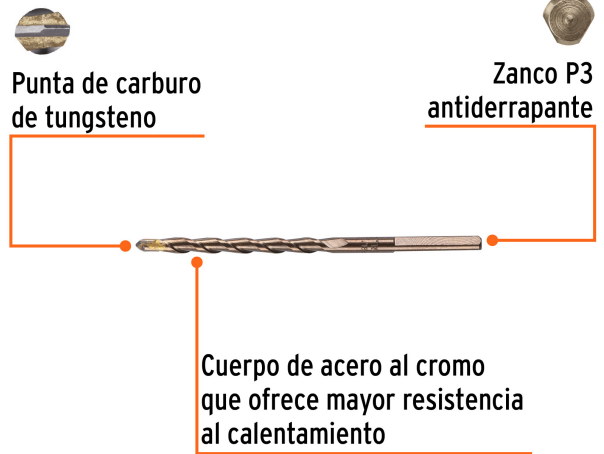 Punta de carburo
de tungsteno
Zanco P3
antiderrapante
Cuerpo de acero al cromo
que ofrece mayor resistencia
al calentamiento